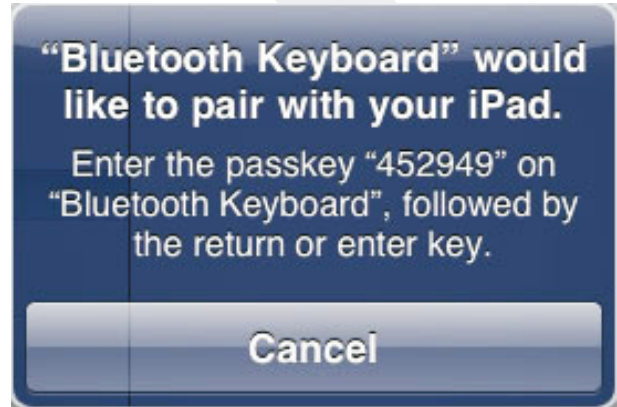 “Bluetooth Keyboard” would
like to pair with your iPad.
Enter the passkey “452949” on
“Bluetooth Keyboard”, followed by
the return or enter key.
Cancel